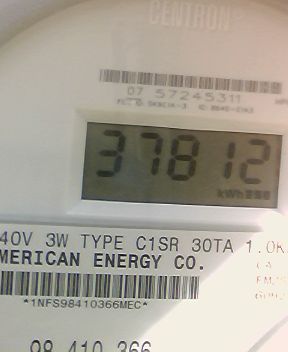 CENTRON
07 57245311
37812
kWh
40V 3W TYPE C1SR 30TA 1.0K
MERICAN ENERGY CO.
*1NFS98410366MEC*
98 410 366